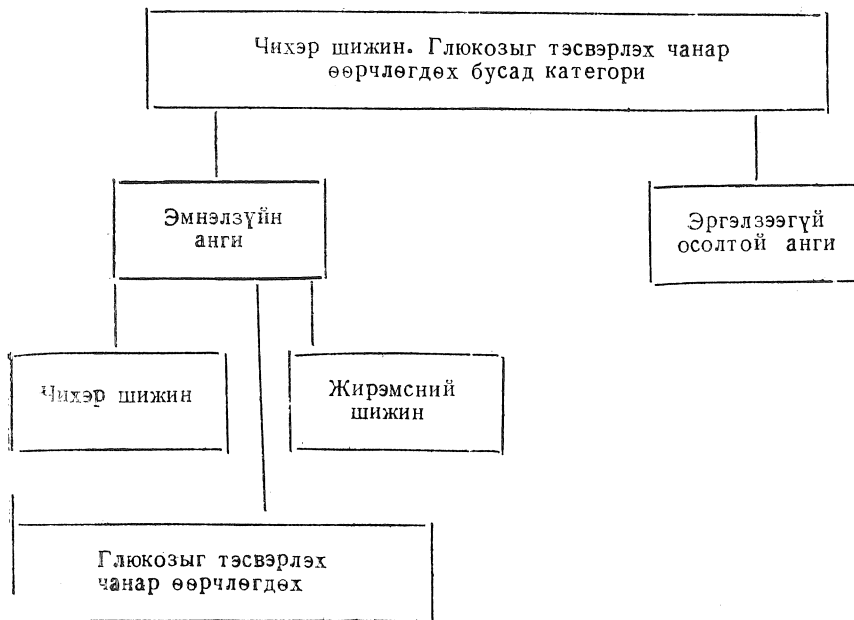 Чихэр шижин. Глюкозыг тэсвэрлэх чанар
өөрчлөгдөх бусад категори
Эмнэлзүйн
анги
Эргэлзээгүй
осолтой анги
Чихэр шижин
Жирэмсний
шижин
Глюкозыг тэсвэрлэх
чанар өөрчлөгдөх